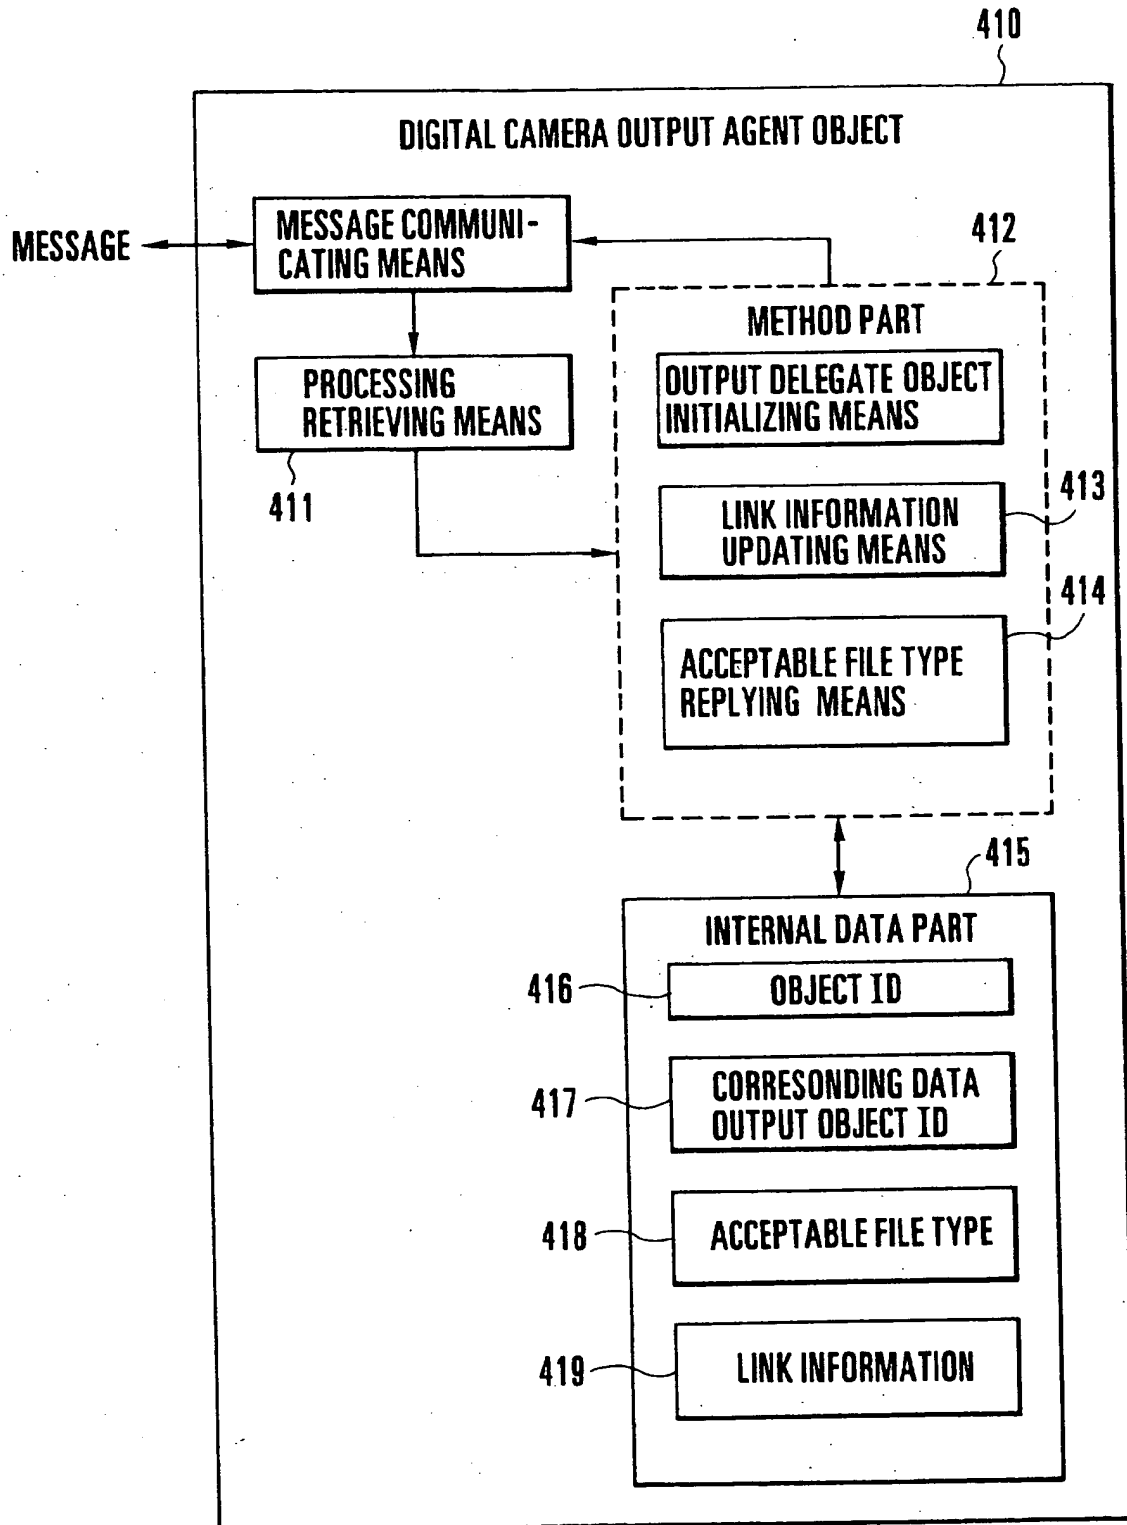 410
DIGITAL CAMERA OUTPUT AGENT OBJECT
MESSAGE
MESSAGE COMMUNI-
CATING MEANS
412
METHOD PART
PROCESSING
RETRIEVING MEANS
411
OUTPUT DELEGATE OBJECT
INITIALIZING MEANS
413
LINK INFORMATION
UPDATING MEANS
414
ACCEPTABLE FILE TYPE
REPLYING MEANS
415
INTERNAL DATA PART
416
OBJECT ID
417
CORRESONDING DATA
OUTPUT OBJECT ID
418
ACCEPTABLE FILE TYPE
419
LINK INFORMATION